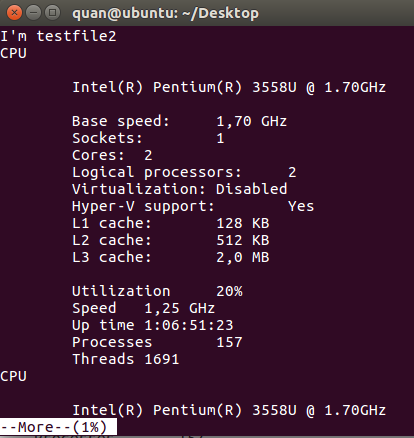 quan@ubuntu: ~/Desktop
I'm testfile2
CPU
Intel(R) Pentium(R) 3558U @ 1.70GHz
Base speed: 1,70 GHz
Sockets: 1
Cores: 2
Logical processors: 2
Virtualization: Disabled
Hyper-V support: Yes
L1 cache: 128 KB
L2 cache: 512 KB
L3 cache: 2,0 MB
Utilization 20%
Speed 1,25 GHz
Up time 1:06:51:23
Processes 157
Threads 1691
CPU
Intel(R) Pentium(R) 3558U @ 1.70GHz
--More--(1%)